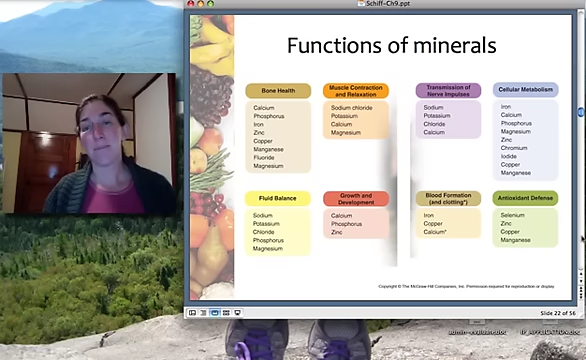 Schiff-Ch9.ppt
Functions of minerals
Bone Health
Calcium
Phosphorus
Iron
Zinc
Copper
Manganese
Fluoride
Magnesium
Muscle Contraction
and Relaxation
Sodium chloride
Potassium
Calcium
Magnesium
Transmission of
Nerve Impulses
Sodium
Potassium
Chloride
Calcium
Cellular Metabolism
Iron
Calcium
Phosphorus
Magnesium
Zinc
Chromium
Iodide
Copper
Manganese
Fluid Balance
Sodium
Potassium
Chloride
Phosphorus
Magnesium
Growth and
Development
Calcium
Phosphorus
Zinc
Blood Formation
(and clotting*)
Iron
Copper
Calcium*
Antioxidant Defense
Selenium
Zinc
Copper
Manganese
Copyright © The McGraw-Hill Companies, Inc. Permission required for reproduction or display.
Slide 22 of 56